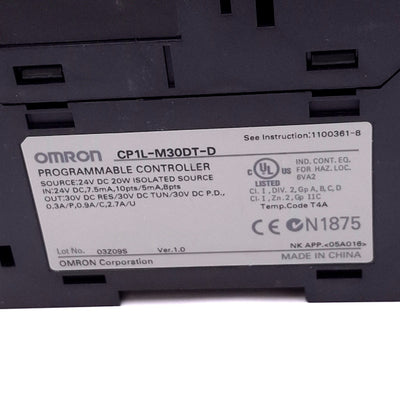 OMRON CP1L-M30DT-D See Instruction:1100361-8
PROGRAMMABLE CONTROLLER
SOURCE:24V DC 20W ISOLATED SOURCE
IN:24V DC,7.5mA,10pts/5mA,8pts
OUT:30V DC RES/30V DC TUN/30V DC P.D.,
0.3A/P,0.9A/C,2.7A/U
C UL US LISTED
IND. CONT. EQ.
FOR HAZ. LOC.
6VA2
Cl. I, DIV. 2, Gp A, B, C, D
Cl. I, Zn. 2, Gp IIC
Temp.Code T4A
CE N1875
Lot No. 03Z09S Ver.1.0 NK APP.<05A016>
OMRON Corporation MADE IN CHINA